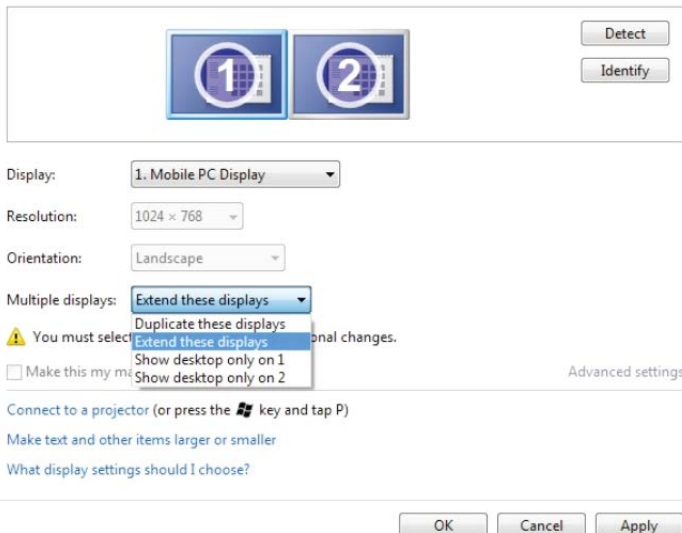 Detect
1
2
Identify
Display: 1. Mobile PC Display
Resolution: 1024 × 768
Orientation: Landscape
Multiple displays: Extend these displays
Duplicate these displays
You must select onal changes.
Extend these displays
Show desktop only on 1
Make this my ma Advanced settings
Show desktop only on 2
Connect to a projector (or press the key and tap P)
Make text and other items larger or smaller
What display settings should I choose?
OK Cancel Apply